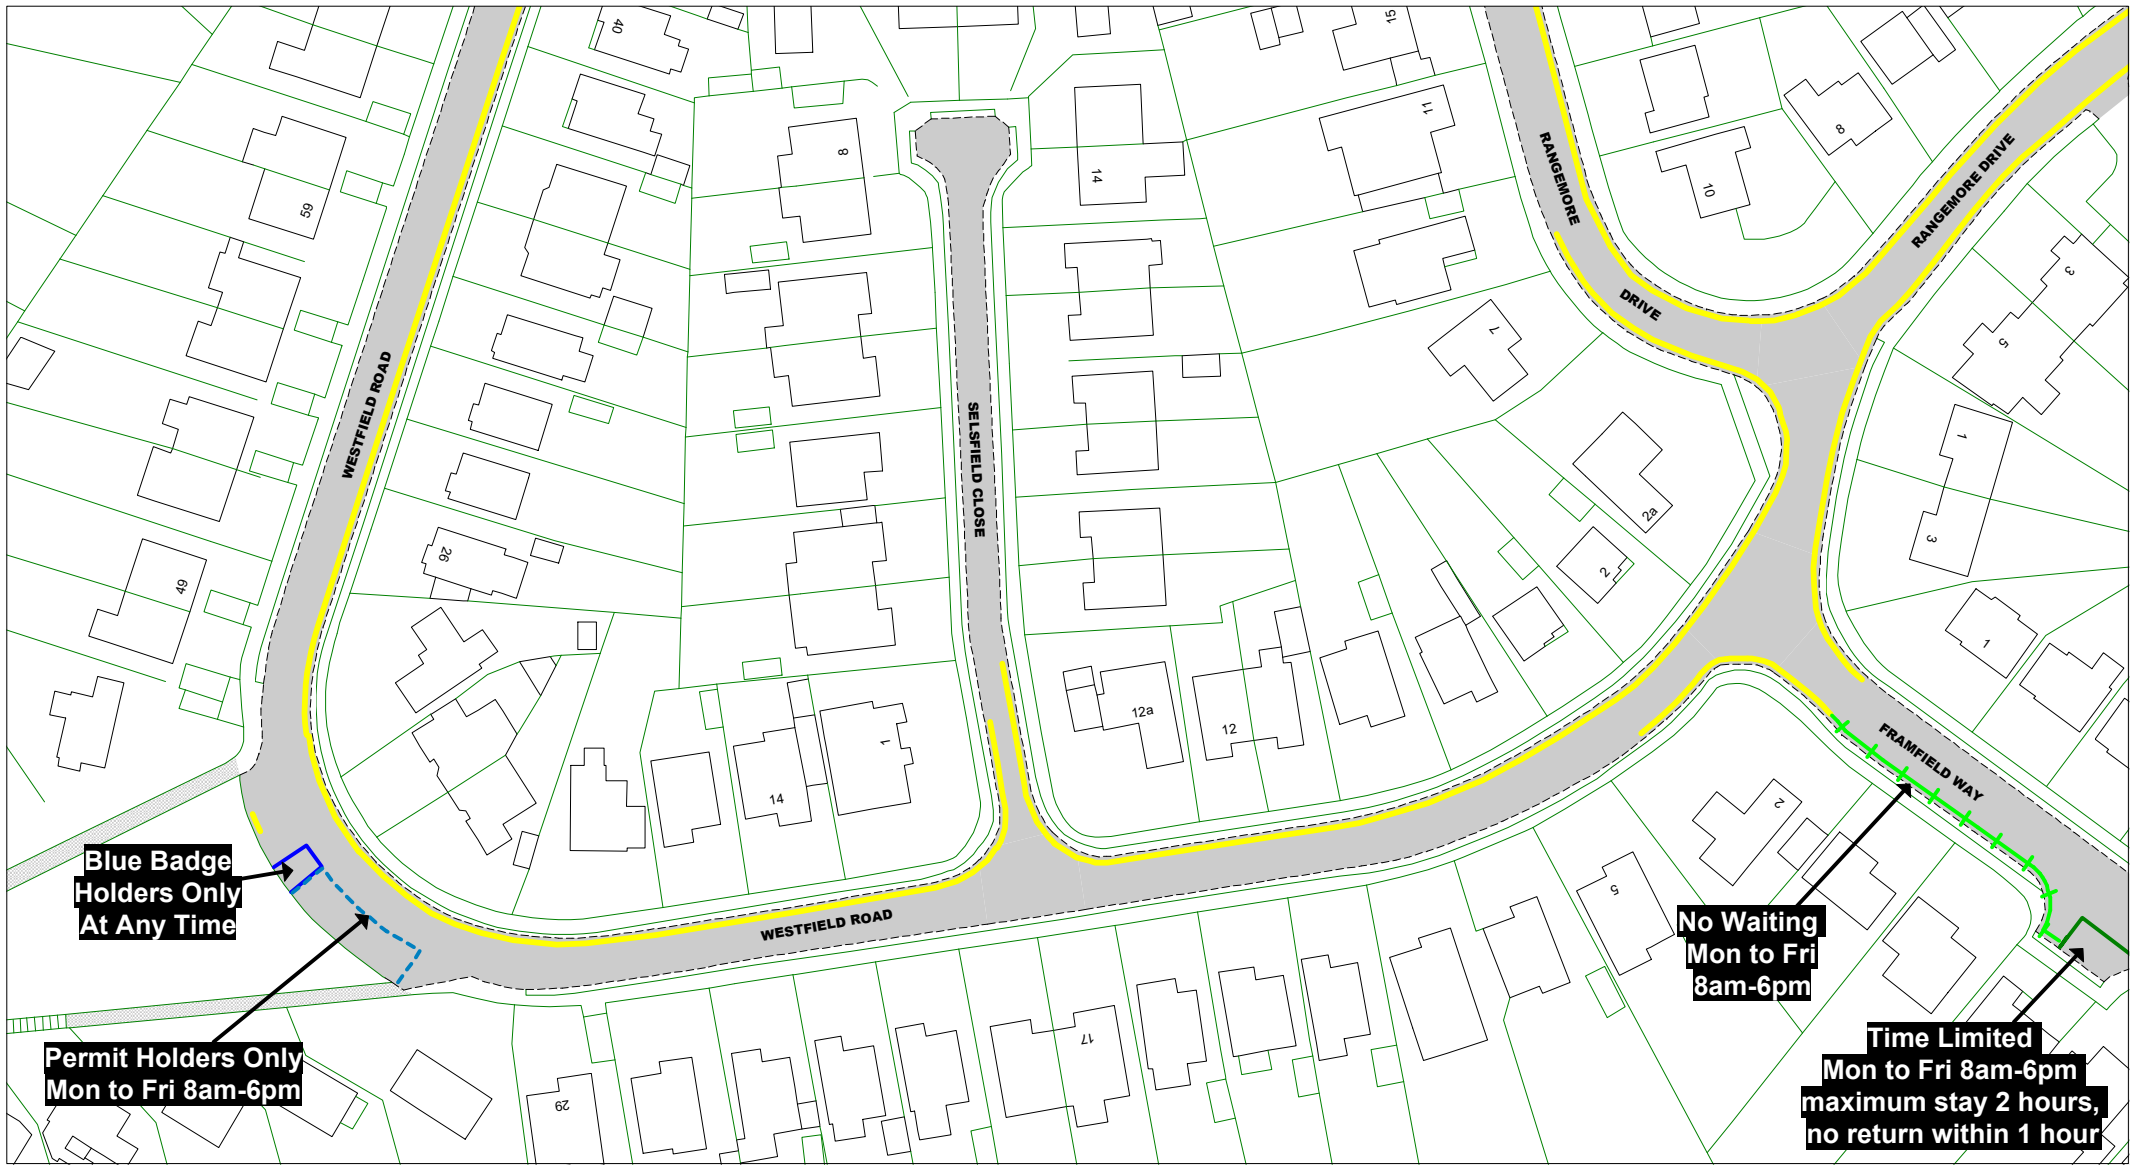 40
15
11
8
59
8
14
10
RANGEMORE
RANGEMORE DRIVE
3
DRIVE
7
5
WESTFIELD ROAD
SELSFIELD CLOSE
1
2a
26
3
49
2
1
12a
12
1
14
FRAMFIELD WAY
2
Blue Badge
Holders Only
At Any Time
5
WESTFIELD ROAD
No Waiting
Mon to Fri
8am-6pm
17
Permit Holders Only
Mon to Fri 8am-6pm
29
Time Limited
Mon to Fri 8am-6pm
maximum stay 2 hours,
no return within 1 hour